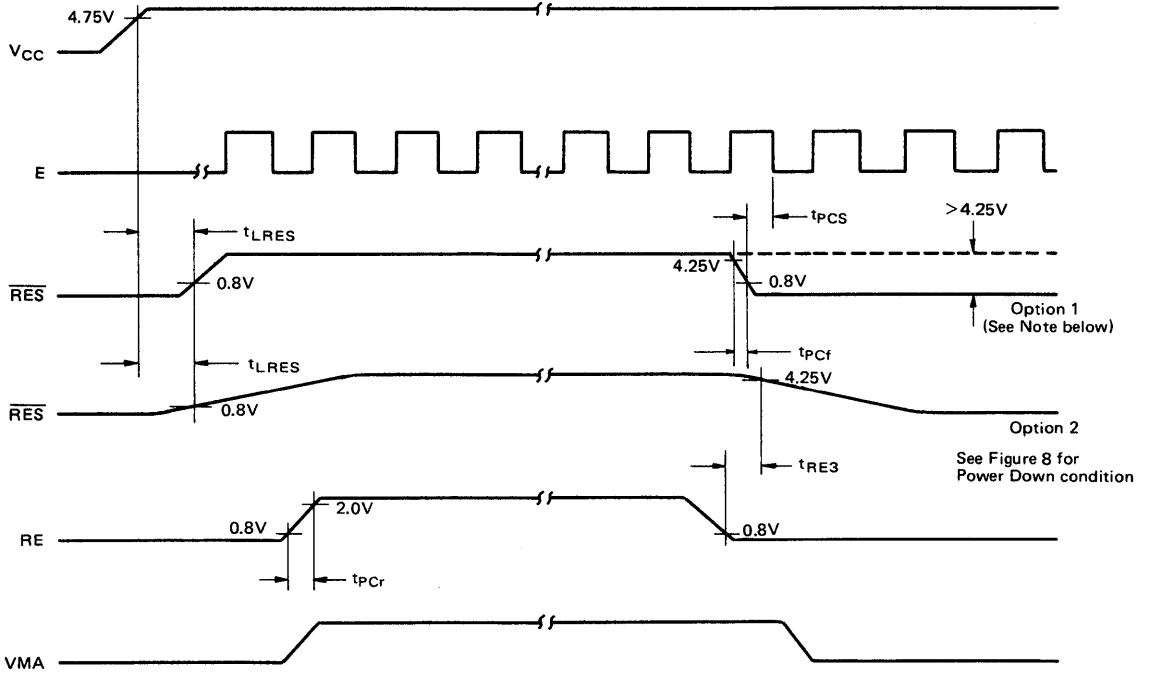 4.75V
VCC
E
tPCS
>4.25V
tLRES
4.25V
0.8V
0.8V
RES
Option 1
(See Note below)
tLRES
tPCf
4.25V
0.8V
RES
Option 2
tRE3
See Figure 8 for
Power Down condition
2.0V
0.8V
0.8V
RE
tPCr
VMA